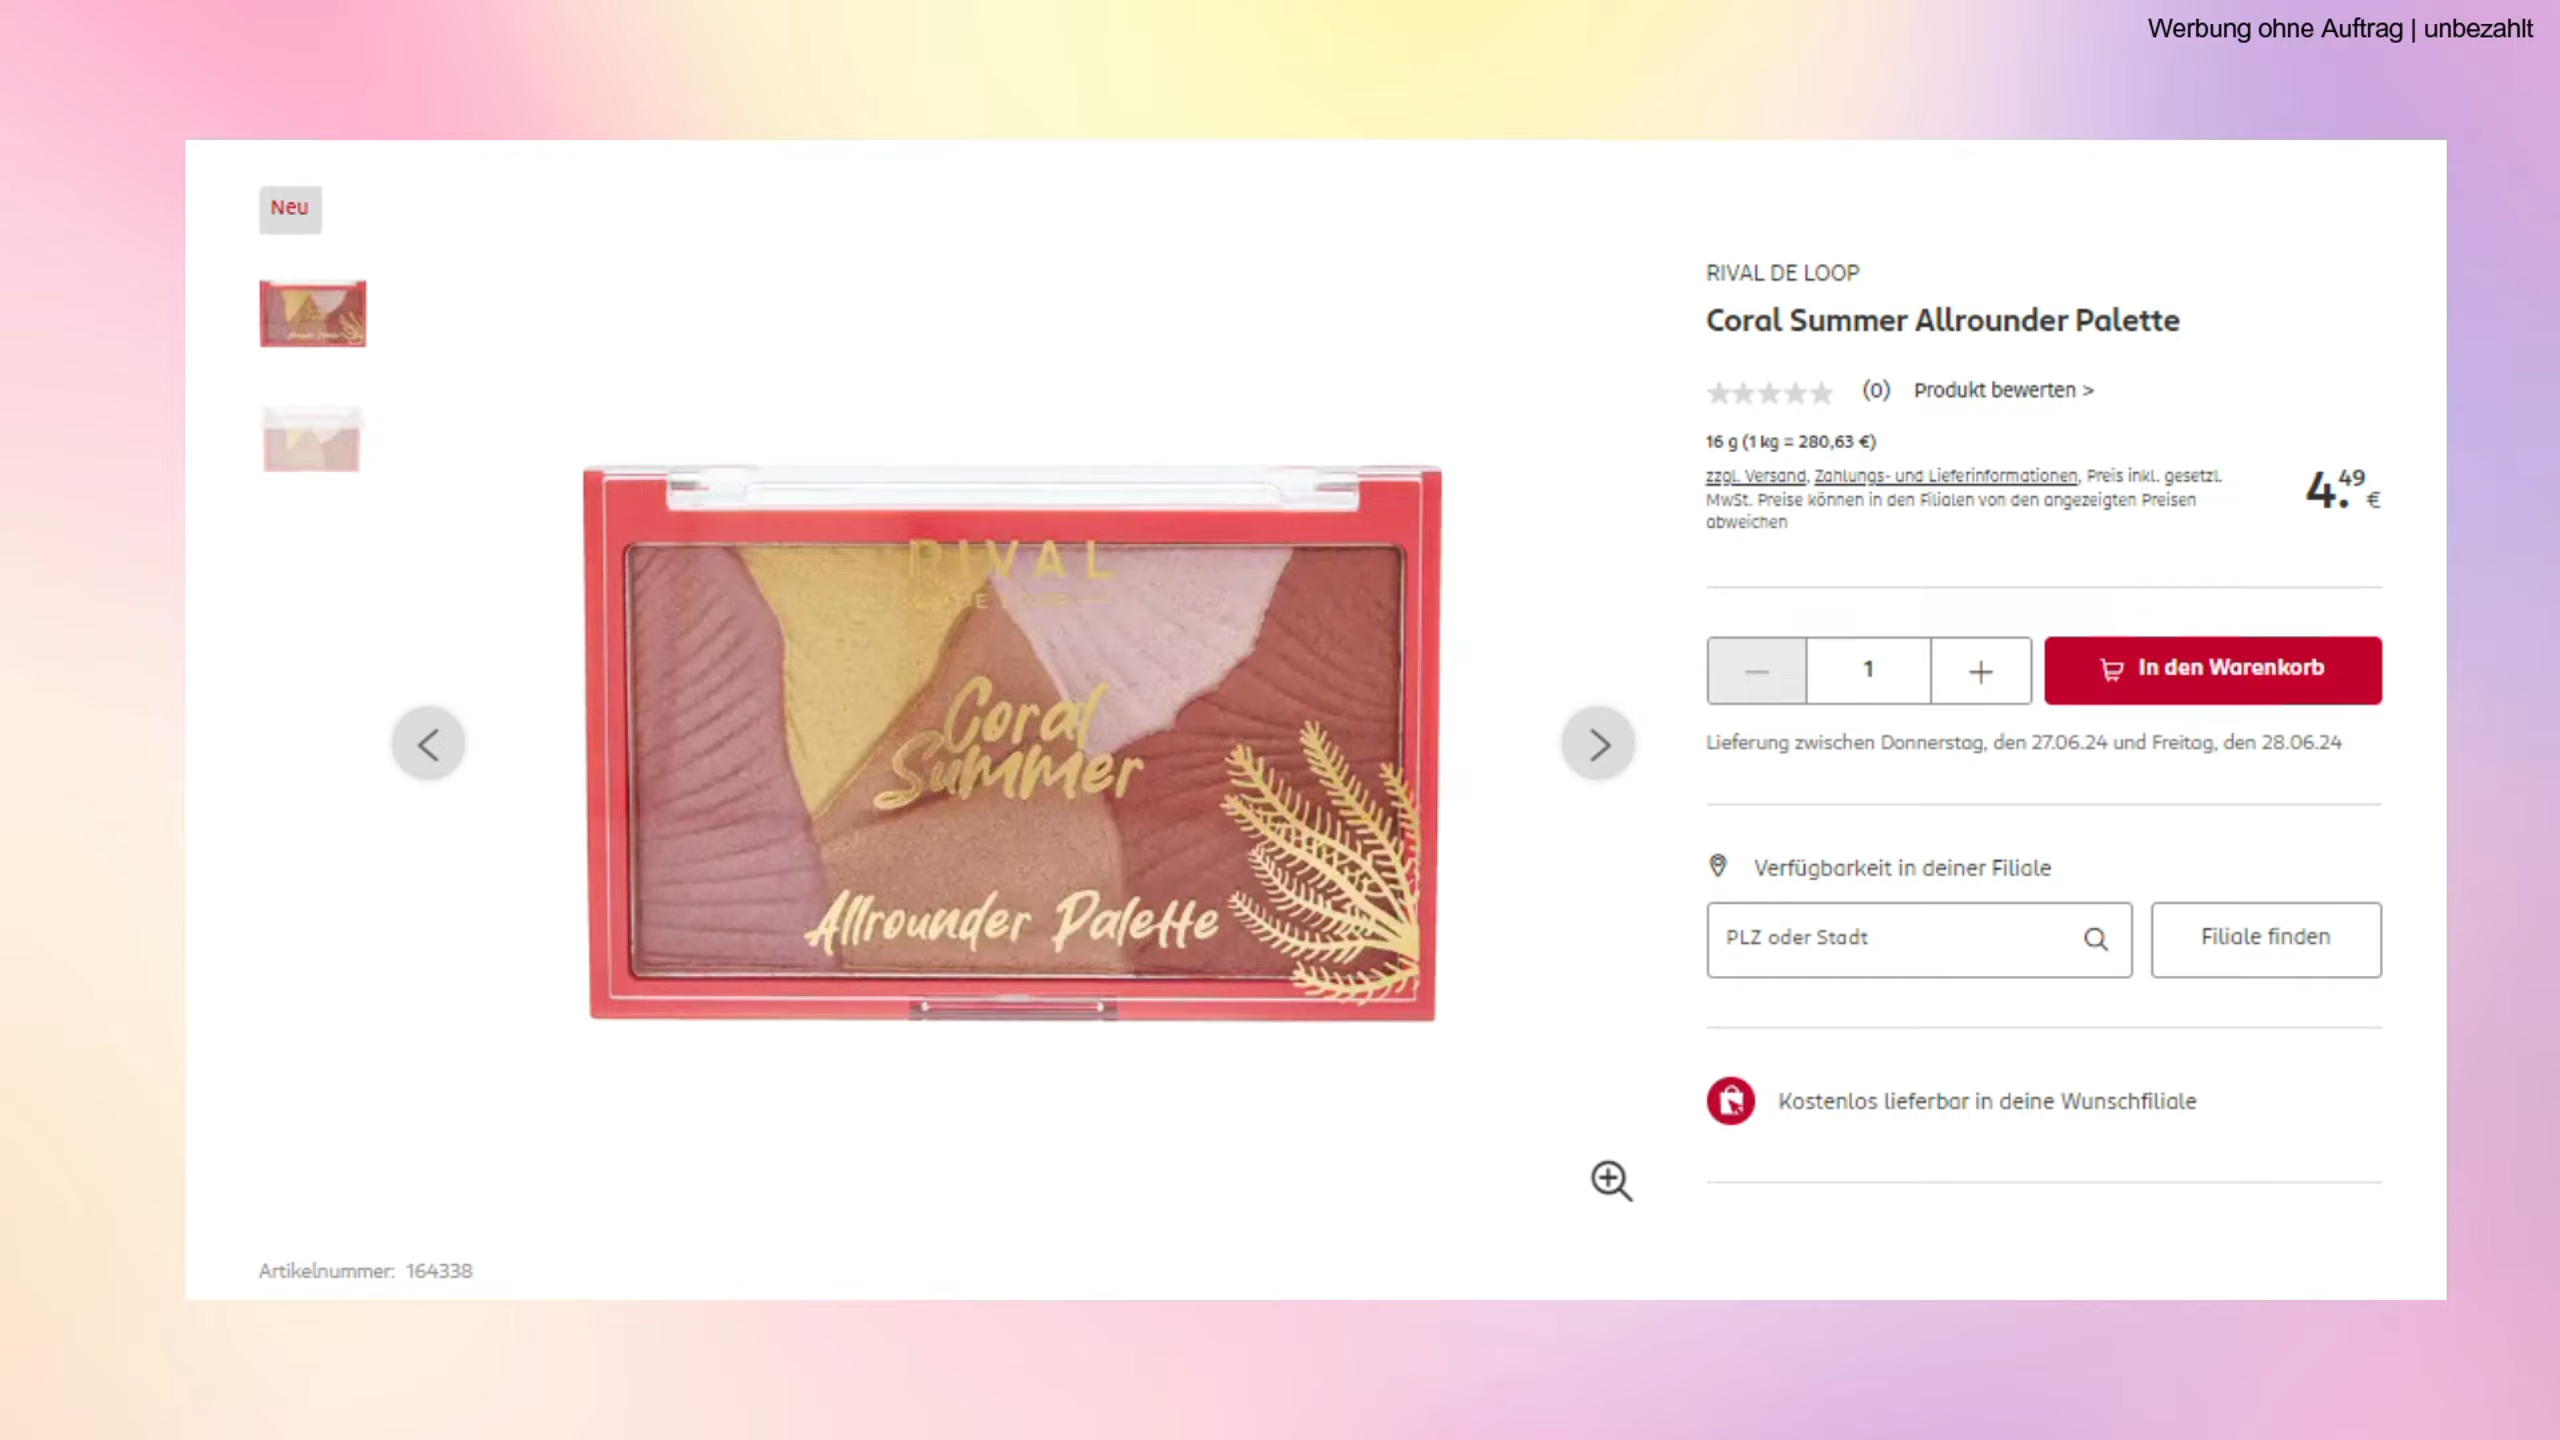 Werbung ohne Auftrag | unbezahlt
Neu
RIVAL DE LOOP
Coral Summer Allrounder Palette
(0) Produkt bewerten >
16 g (1 kg = 280,63 €)
zzgl. Versand, Zahlungs- und Lieferinformationen, Preis inkl. gesetzl.
MwSt. Preise können in den Filialen von den angezeigten Preisen
abweichen
4.49 €
RIVAL
DE LOOP
Coral
Summer
Allrounder Palette
1
In den Warenkorb
Lieferung zwischen Donnerstag, den 27.06.24 und Freitag, den 28.06.24
Verfügbarkeit in deiner Filiale
PLZ oder Stadt
Filiale finden
Kostenlos lieferbar in deine Wunschfiliale
Artikelnummer: 164338